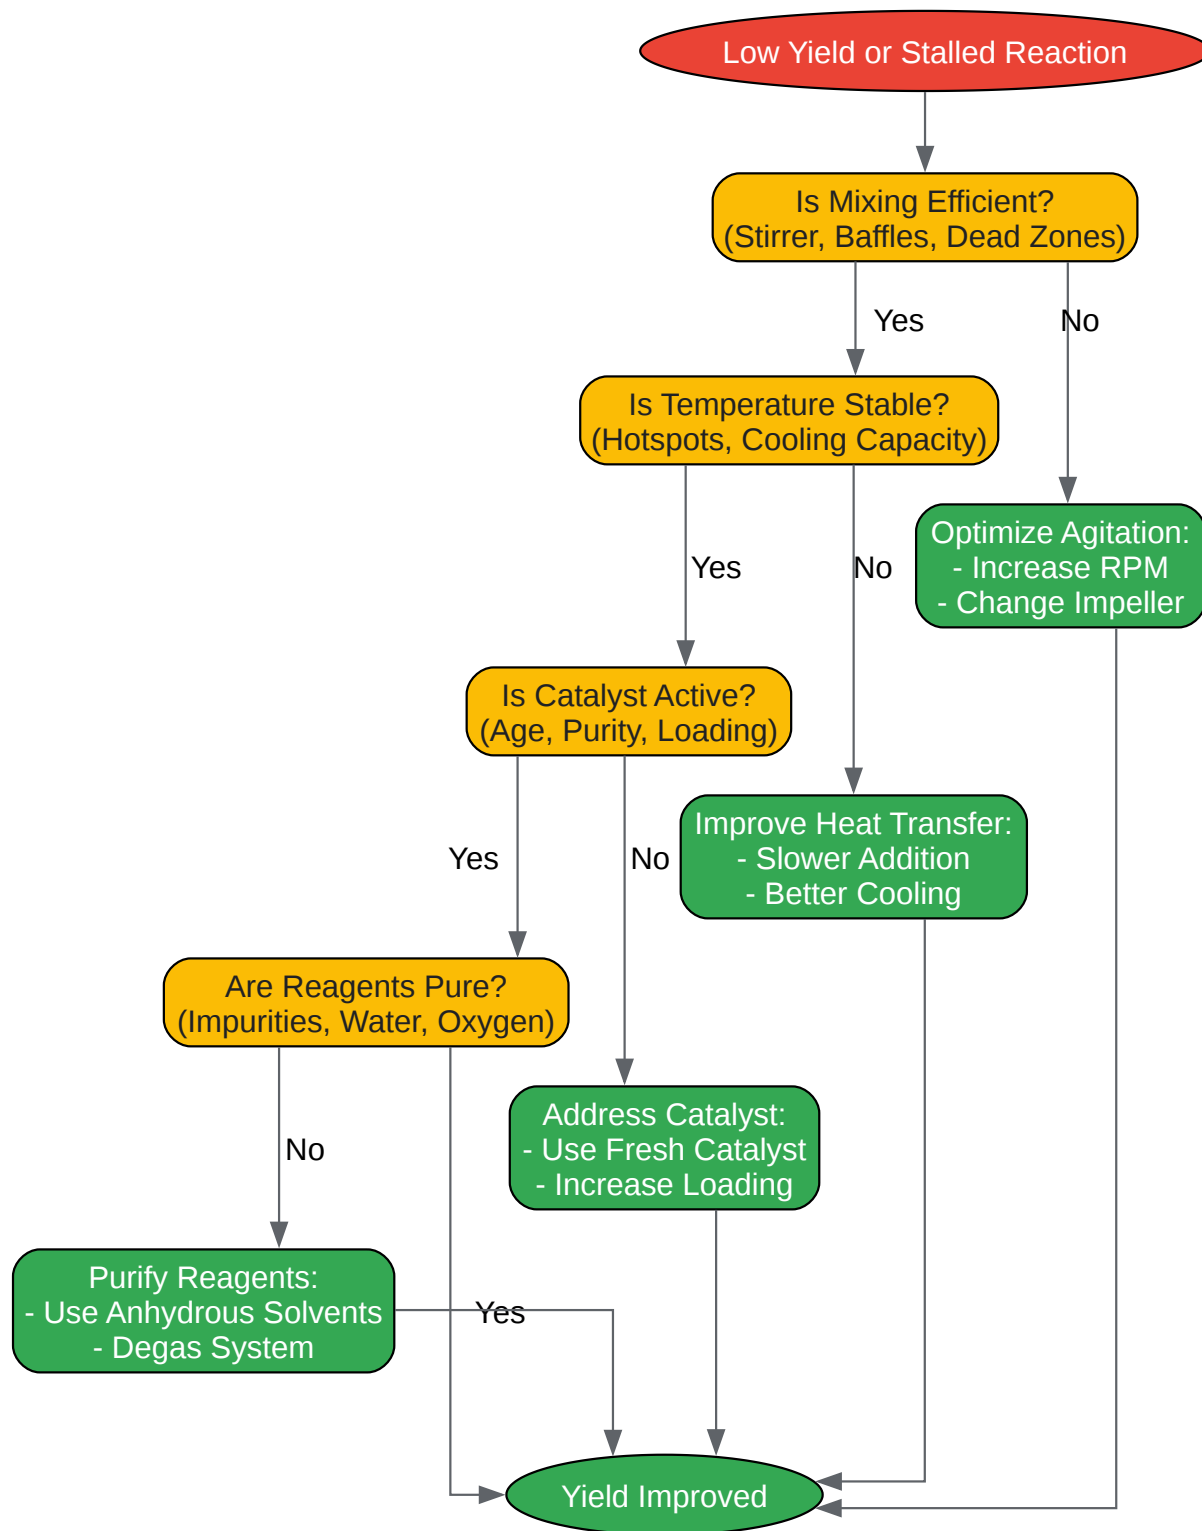 Low Yield or Stalled Reaction
Is Mixing Efficient?
(Stirrer, Baffles, Dead Zones)
Yes
No
Is Temperature Stable?
(Hotspots, Cooling Capacity)
Optimize Agitation:
- Increase RPM
- Change Impeller
Yes
No
Is Catalyst Active?
(Age, Purity, Loading)
Improve Heat Transfer:
- Slower Addition
- Better Cooling
Yes
No
Are Reagents Pure?
(Impurities, Water, Oxygen)
Address Catalyst:
- Use Fresh Catalyst
- Increase Loading
No
Purify Reagents:
- Use Anhydrous Solvents
- Degas System
Yes
Yield Improved